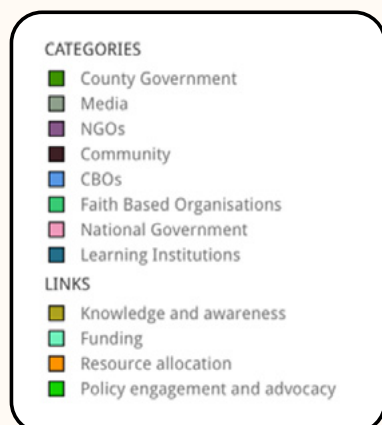 CATEGORIES
County Government
Media
NGOs
Community
CBOs
Faith Based Organisations
National Government
Learning Institutions
LINKS
Knowledge and awareness
Funding
Resource allocation
Policy engagement and advocacy